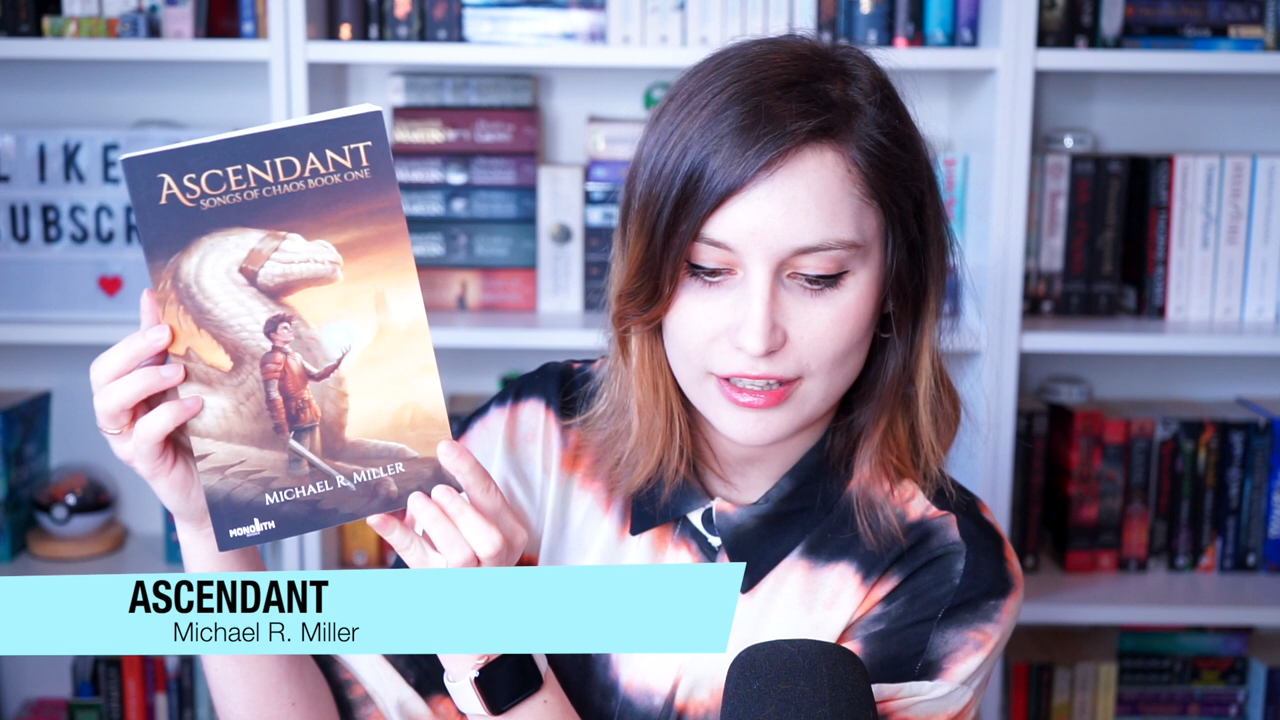 LIKE
SUBSCR
ASCENDANT
SONGS OF CHAOS BOOK ONE
MICHAEL R. MILLER
MONOLITH
ASCENDANT
Michael R. Miller